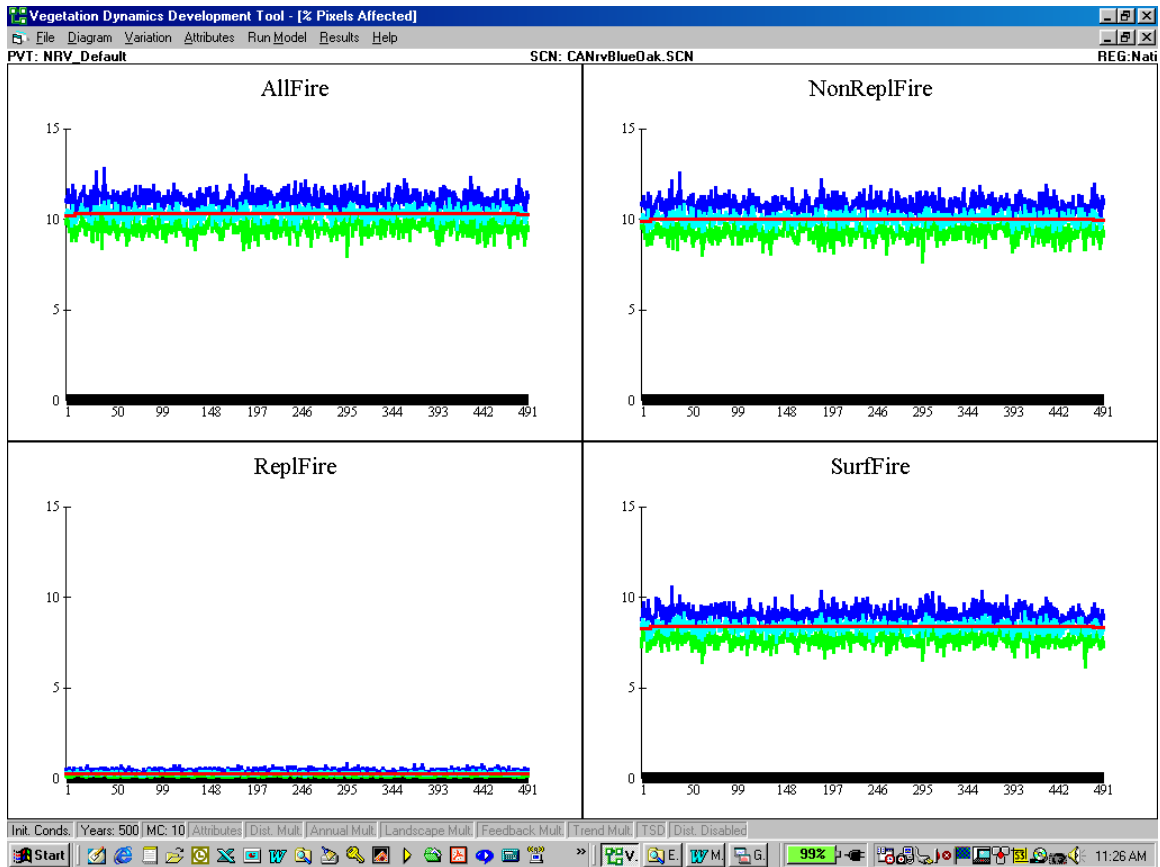 Vegetation Dynamics Development Tool - [% Pixels Affected]
File Diagram Variation Attributes Run Model Results Help
PVT: NRV_Default SCN: CANrvBlueOak.SCN REG:Nati
AllFire NonReplFire
15 15
10 10
5 5
0 0
1 50 99 148 197 246 295 344 393 442 491 1 50 99 148 197 246 295 344 393 442 491
ReplFire SurfFire
15 15
10 10
5 5
0 0
1 50 99 148 197 246 295 344 393 442 491 1 50 99 148 197 246 295 344 393 442 491
Init. Conds. Years: 500 MC: 10 Attributes Dist. Mult Annual Mult Landscape Mult Feedback Mult Trend Mult TSD Dist. Disabled
Start » V. E. M. G. 99% 11:26 AM